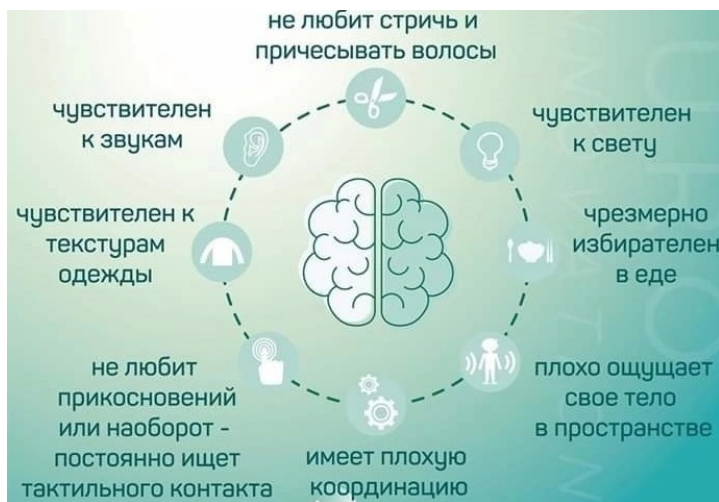 не любит стричь и
причесывать волосы
чувствителен
к звукам
чувствителен
к свету
чувствителен к
текстурам
одежды
чрезмерно
избирателен
в еде
не любит
прикосновений
или наоборот -
постоянно ищет
тактильного контакта
имеет плохую
координацию
плохо ощущает
свое тело
в пространстве